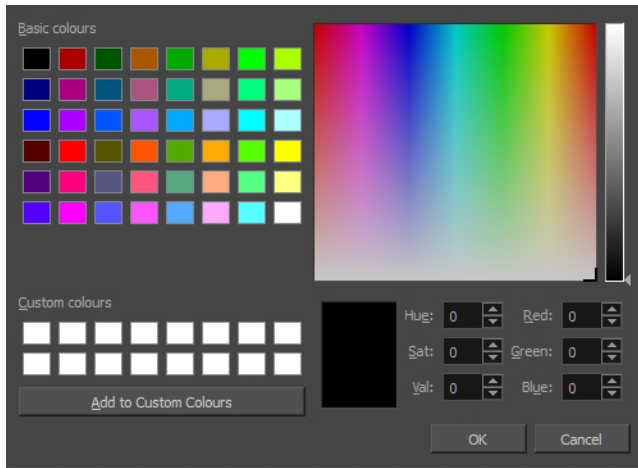 Basic colours
Custom colours
Add to Custom Colours
Hue: 0 Red: 0
Sat: 0 Green: 0
Val: 0 Blue: 0
OK Cancel